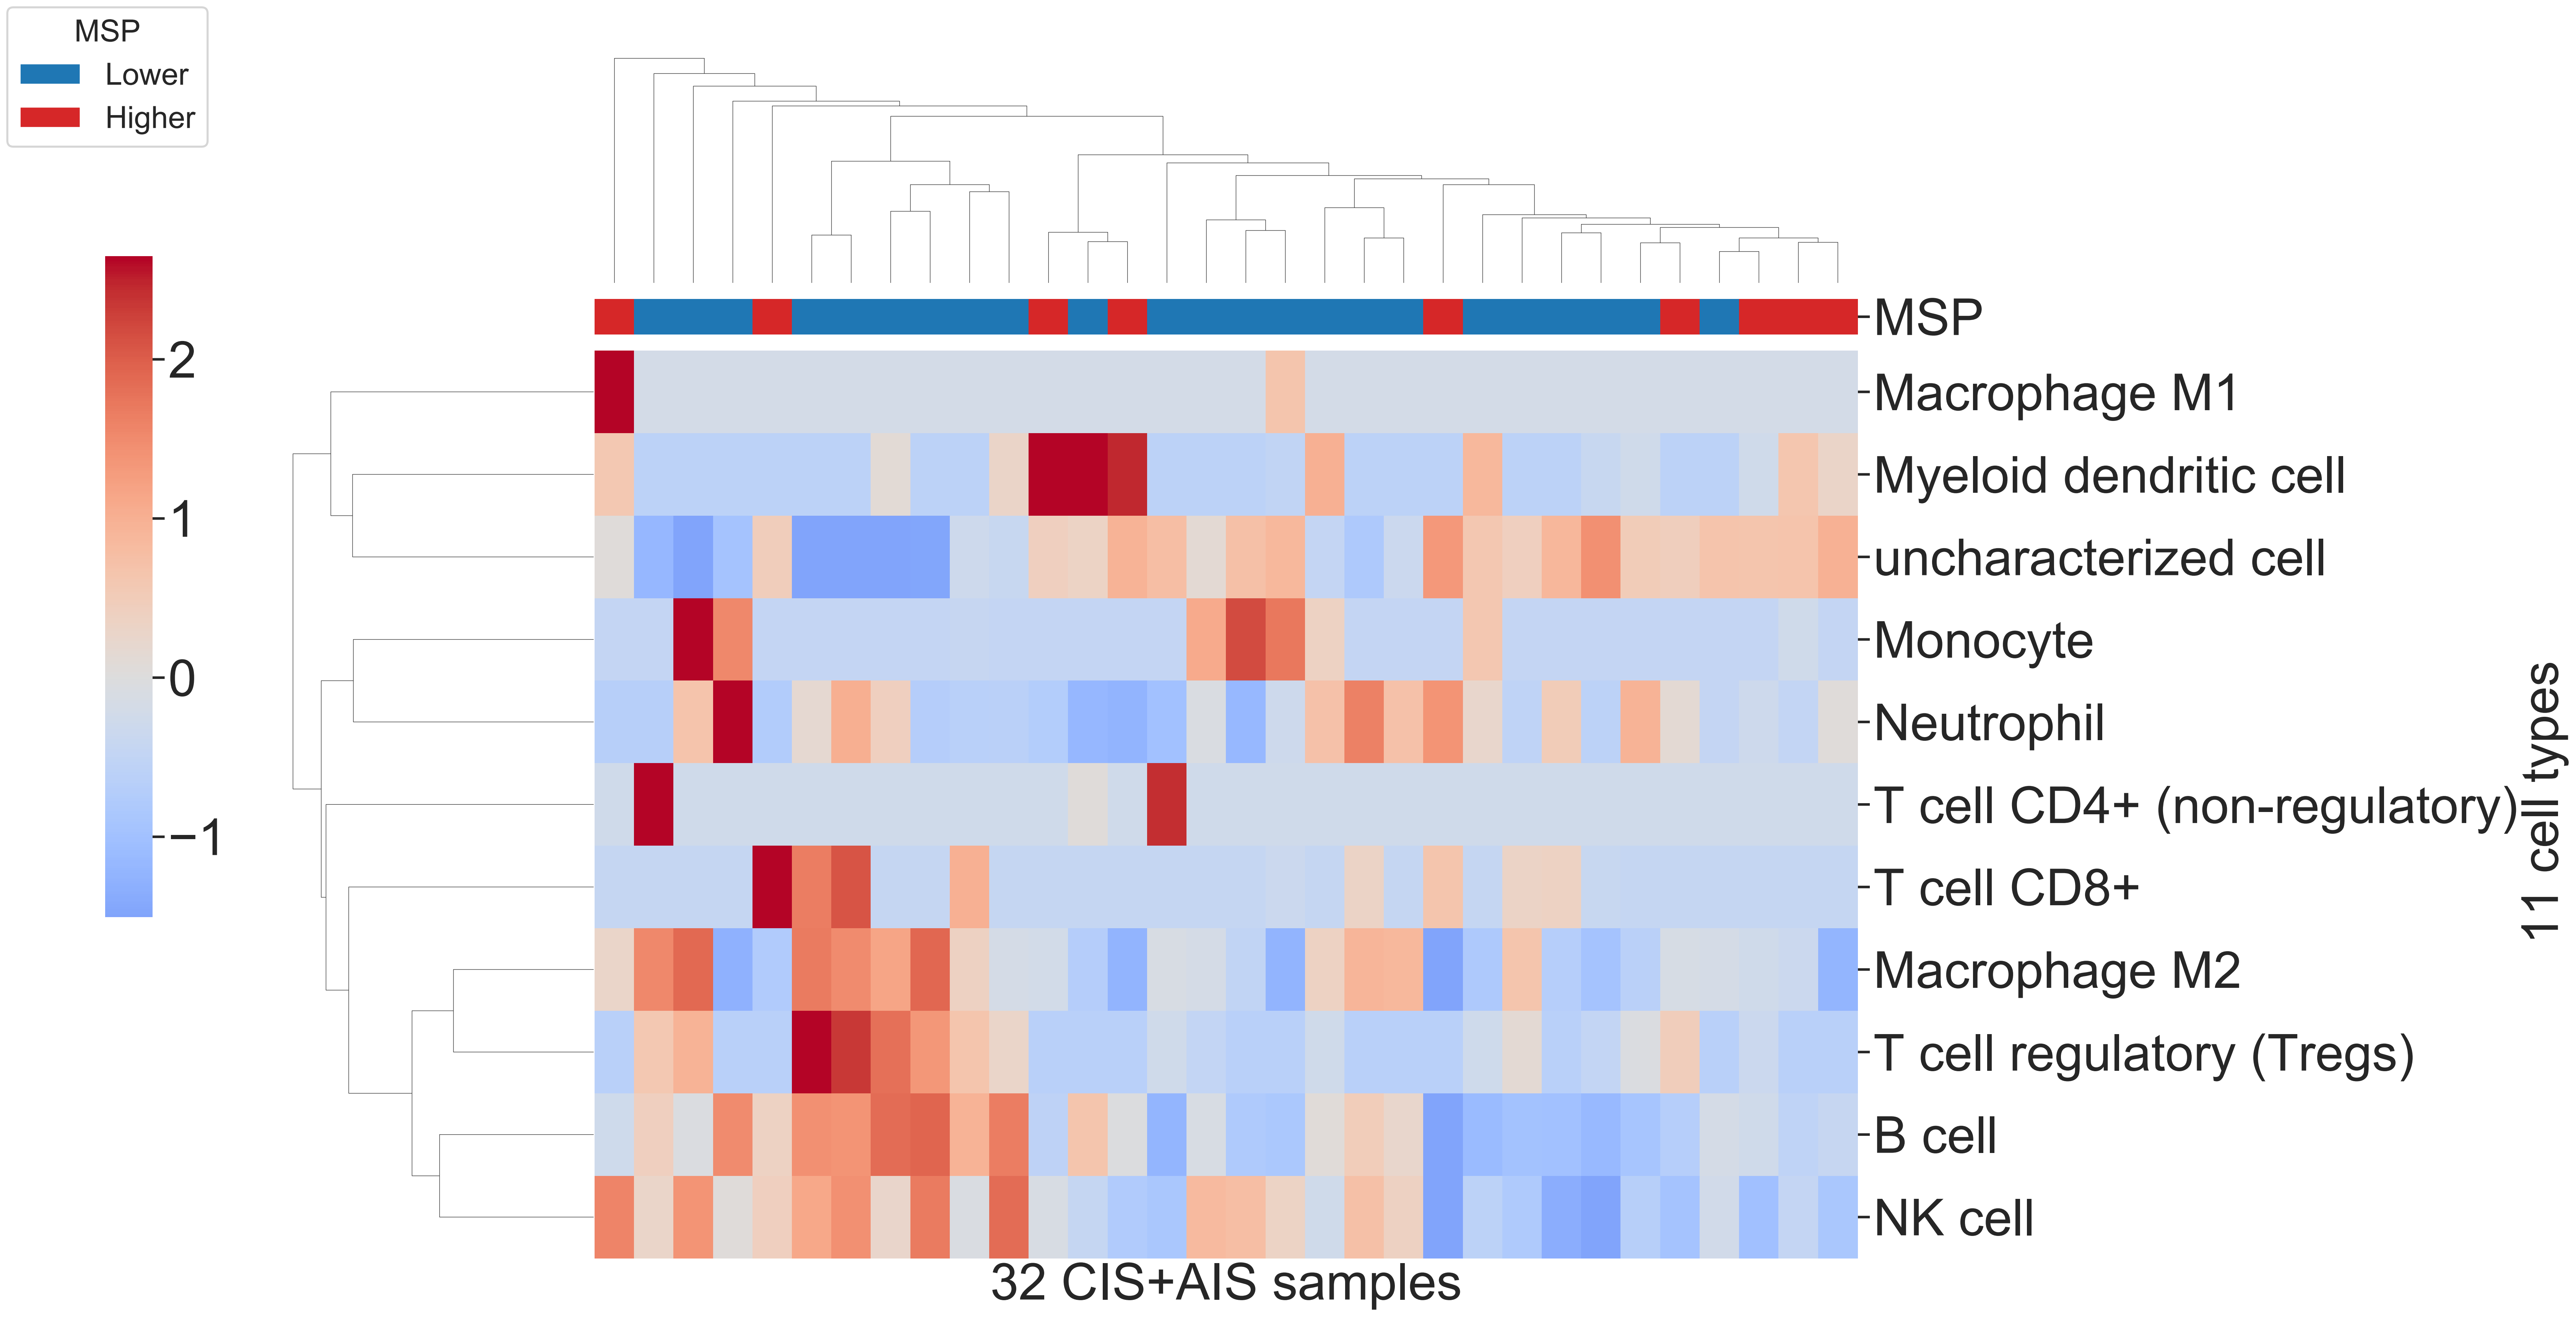 MSP
Lower
Higher
2
1
0
−1
MSP
Macrophage M1
Myeloid dendritic cell
uncharacterized cell
Monocyte
Neutrophil
T cell CD4+ (non-regulatory)
T cell CD8+
Macrophage M2
T cell regulatory (Tregs)
B cell
NK cell
11 cell types
32 CIS+AIS samples